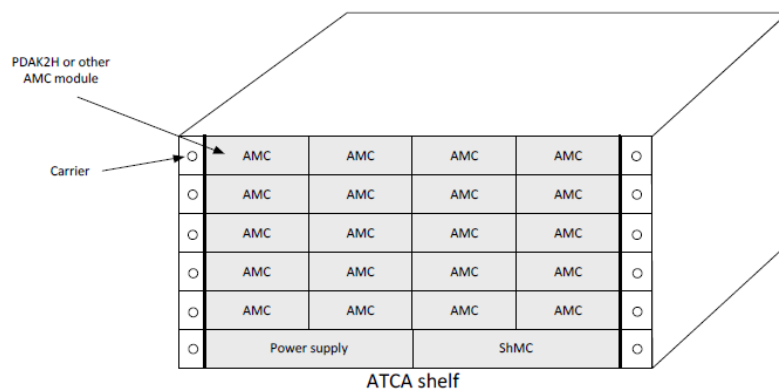 PDAK2H or other
AMC module
Carrier
AMC AMC AMC AMC
AMC AMC AMC AMC
AMC AMC AMC AMC
AMC AMC AMC AMC
AMC AMC AMC AMC
Power supply ShMC
ATCA shelf